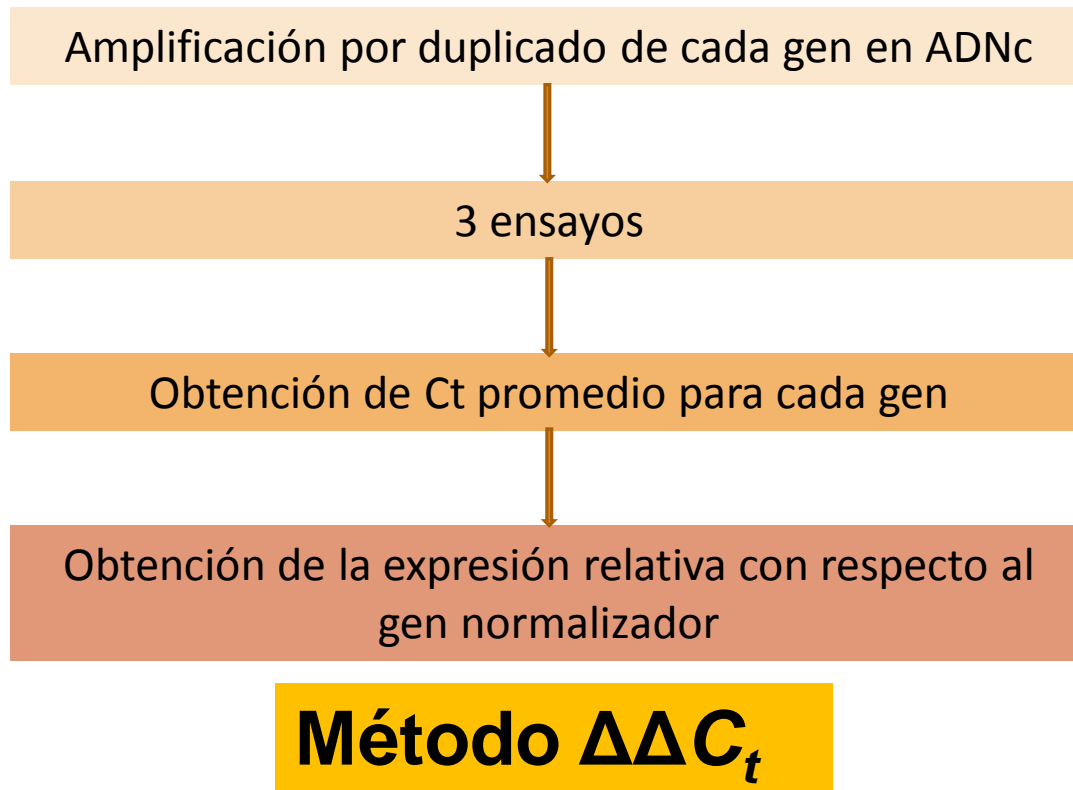 Amplificación por duplicado de cada gen en ADNc
3 ensayos
Obtención de Ct promedio para cada gen
Obtención de la expresión relativa con respecto al
gen normalizador
Método ΔΔCt